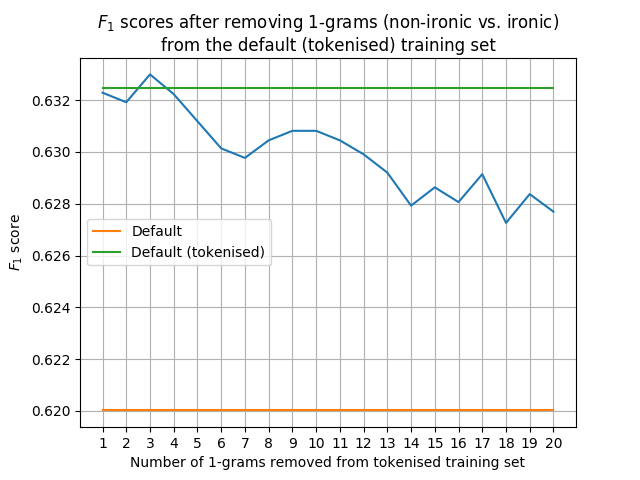 F1 scores after removing 1-grams (non-ironic vs. ironic)
from the default (tokenised) training set
F1 score
0.632
0.630
0.628
0.626
0.624
0.622
0.620
Default
Default (tokenised)
1 2 3 4 5 6 7 8 9 10 11 12 13 14 15 16 17 18 19 20
Number of 1-grams removed from tokenised training set